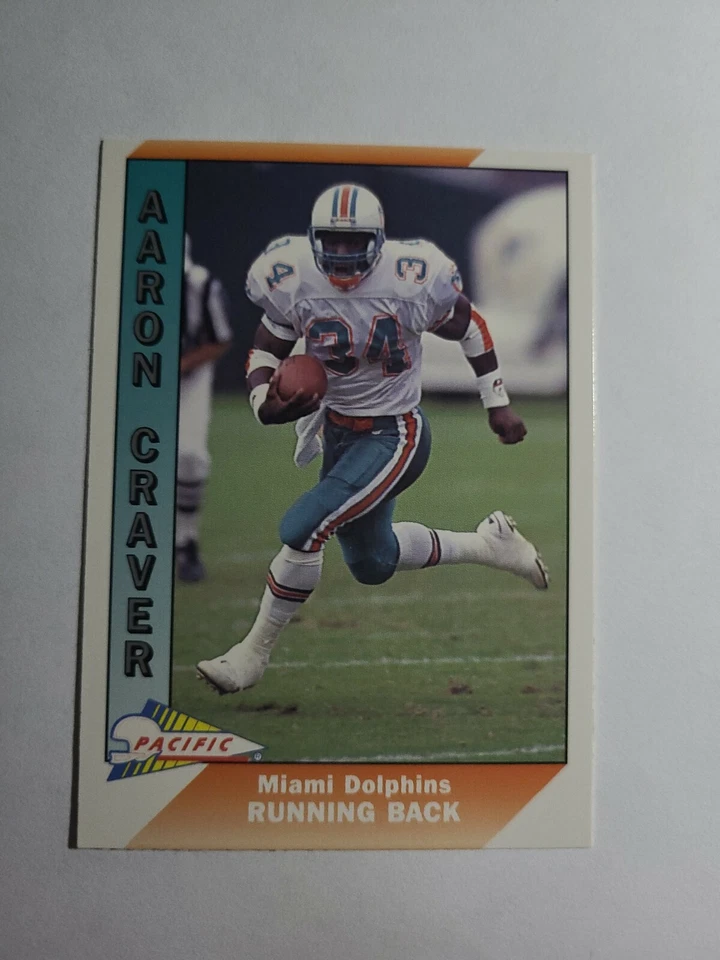 AARON CRAVER
34
34
34
PACIFIC
Miami Dolphins
RUNNING BACK